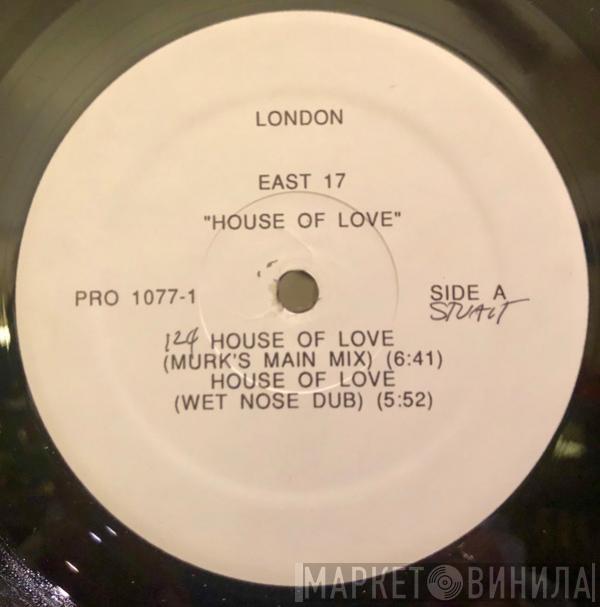 LONDON
EAST 17
"HOUSE OF LOVE"
PRO 1077-1
SIDE A
STUART
124 HOUSE OF LOVE
(MURK'S MAIN MIX) (6:41)
HOUSE OF LOVE
(WET NOSE DUB) (5:52)
МАРКЕТ ВИНИЛА